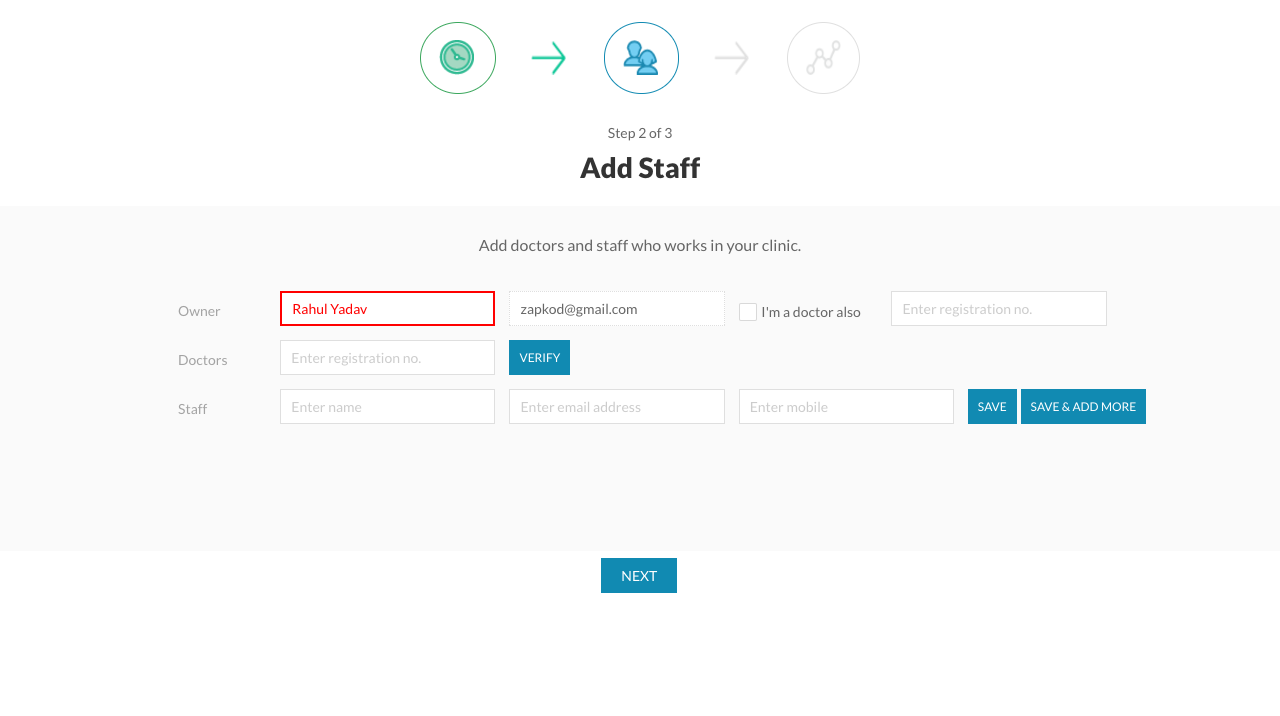 Step 2 of 3
Add Staff
Add doctors and staff who works in your clinic.
Owner Rahul Yadav zapkod@gmail.com I'm a doctor also Enter registration no.
Doctors Enter registration no. VERIFY
Staff Enter name Enter email address Enter mobile SAVE SAVE & ADD MORE
NEXT